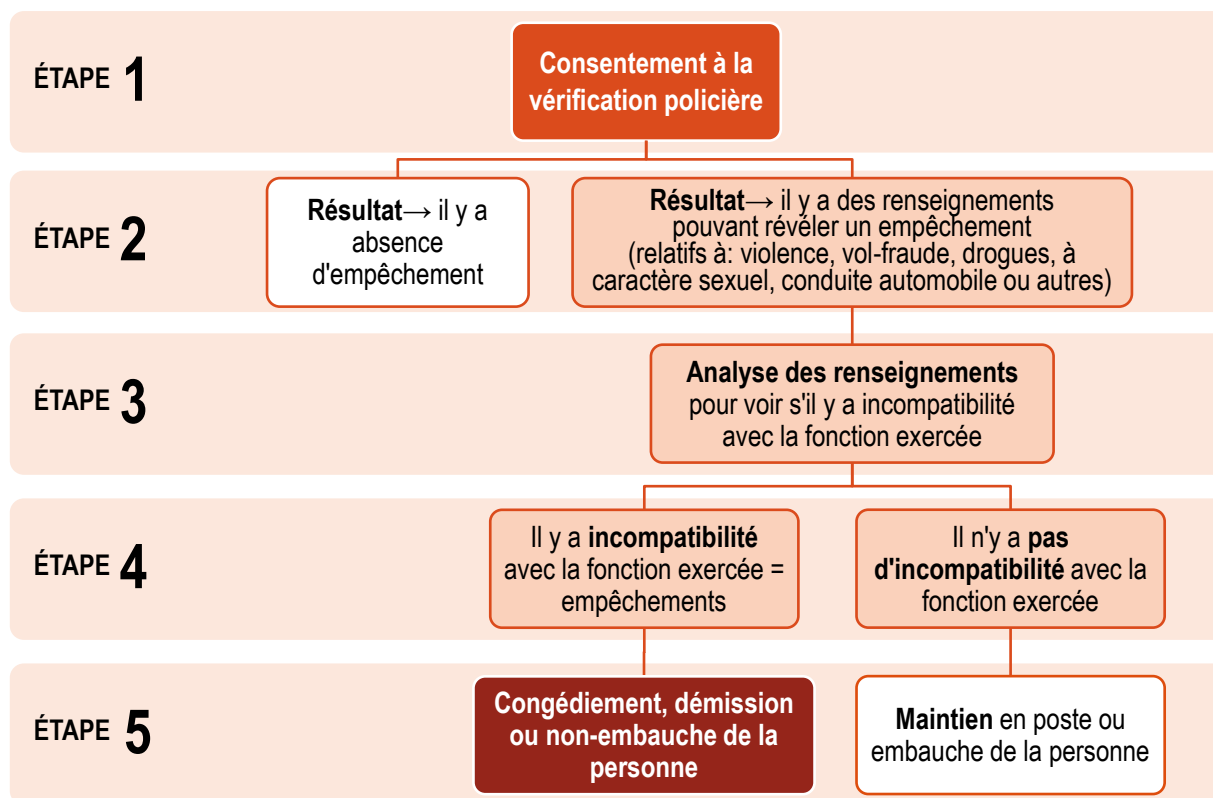 ÉTAPE 1
Consentement à la
vérification policière
ÉTAPE 2
Résultat→ il y a
absence
d'empêchement
Résultat→ il y a des renseignements
pouvant révéler un empêchement
(relatifs à: violence, vol-fraude, drogues, à
caractère sexuel, conduite automobile ou autres)
ÉTAPE 3
Analyse des renseignements
pour voir s'il y a incompatibilité
avec la fonction exercée
ÉTAPE 4
Il y a incompatibilité
avec la fonction exercée =
empêchements
Il n'y a pas
d'incompatibilité avec la
fonction exercée
ÉTAPE 5
Congédiement, démission
ou non-embauche de la
personne
Maintien en poste ou
embauche de la personne